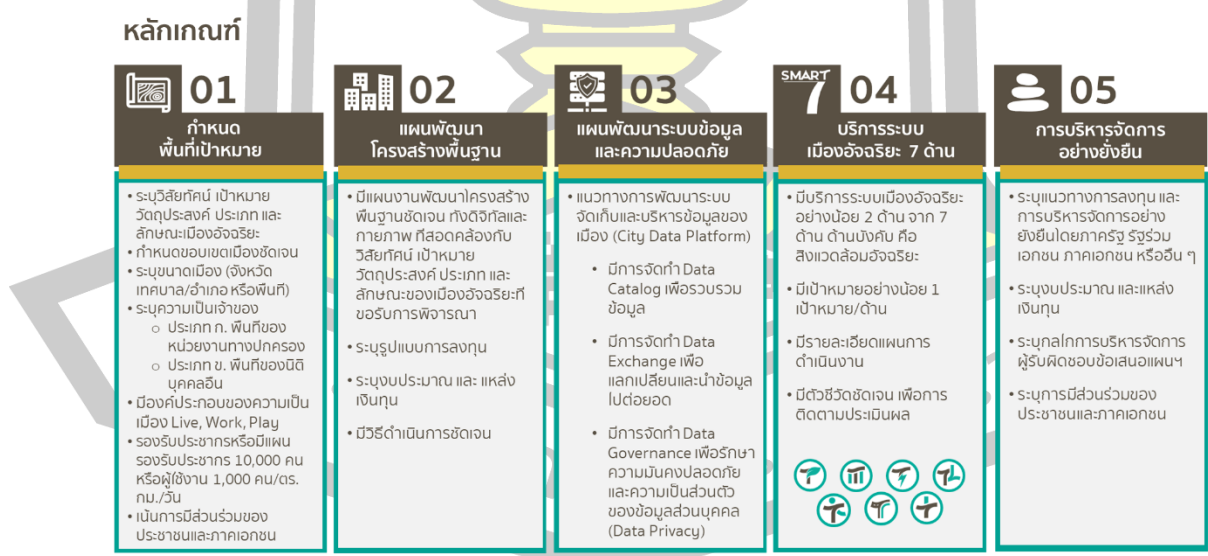 หลักเกณฑ์
01
กำหนด
พื้นที่เป้าหมาย
• ระบุวิสัยทัศน์ เป้าหมาย
วัตถุประสงค์ ประเภท และ
ลักษณะเมืองอัจฉริยะ
• กำหนดขอบเขตเมืองชัดเจน
• ระบุขนาดเมือง (จังหวัด
เทศบาล/อำเภอ หรือพื้นที่)
• ระบุความเป็นเจ้าของ
o ประเภท ก. พื้นที่ของ
หน่วยงานทางปกครอง
o ประเภท ข. พื้นที่ของนิติ
บุคคลอื่น
• มีองค์ประกอบของความเป็น
เมือง Live, Work, Play
• รองรับประชากรหรือมีแผน
รองรับประชากร 10,000 คน
หรือผู้ใช้งาน 1,000 คน/ตร.
กม./วัน
• เน้นการมีส่วนร่วมของ
ประชาชนและภาคเอกชน
02
แผนพัฒนา
โครงสร้างพื้นฐาน
• มีแผนงานพัฒนาโครงสร้าง
พื้นฐานชัดเจน ทั้งดิจิทัลและ
กายภาพ ที่สอดคล้องกับ
วิสัยทัศน์ เป้าหมาย
วัตถุประสงค์ ประเภท และ
ลักษณะของเมืองอัจฉริยะที่
ขอรับการพิจารณา
• ระบุรูปแบบการลงทุน
• ระบุงบประมาณ และ แหล่ง
เงินทุน
• มีวิธีดำเนินการชัดเจน
03
แผนพัฒนาระบบข้อมูล
และความปลอดภัย
• แนวทางการพัฒนาระบบ
จัดเก็บและบริหารข้อมูลของ
เมือง (City Data Platform)
• มีการจัดทำ Data
Catalog เพื่อรวบรวม
ข้อมูล
• มีการจัดทำ Data
Exchange เพื่อ
แลกเปลี่ยนและนำข้อมูล
ไปต่อยอด
• มีการจัดทำ Data
Governance เพื่อรักษา
ความมั่นคงปลอดภัย
และความเป็นส่วนตัว
ของข้อมูลส่วนบุคคล
(Data Privacy)
SMART
7
04
บริการระบบ
เมืองอัจฉริยะ 7 ด้าน
• มีบริการระบบเมืองอัจฉริยะ
อย่างน้อย 2 ด้าน จาก 7
ด้าน ด้านบังคับ คือ
สิ่งแวดล้อมอัจฉริยะ
• มีเป้าหมายอย่างน้อย 1
เป้าหมาย/ด้าน
• มีรายละเอียดแผนการ
ดำเนินงาน
• มีตัวชี้วัดชัดเจน เพื่อการ
ติดตามประเมินผล
05
การบริหารจัดการ
อย่างยั่งยืน
• ระบุแนวทางการลงทุน และ
การบริหารจัดการอย่าง
ยั่งยืนโดยภาครัฐ รัฐร่วม
เอกชน ภาคเอกชน หรืออื่น ๆ
• ระบุงบประมาณ และแหล่ง
เงินทุน
• ระบุกลไกการบริหารจัดการ
ผู้รับผิดชอบข้อเสนอแผนฯ
• ระบุการมีส่วนร่วมของ
ประชาชนและภาคเอกชน